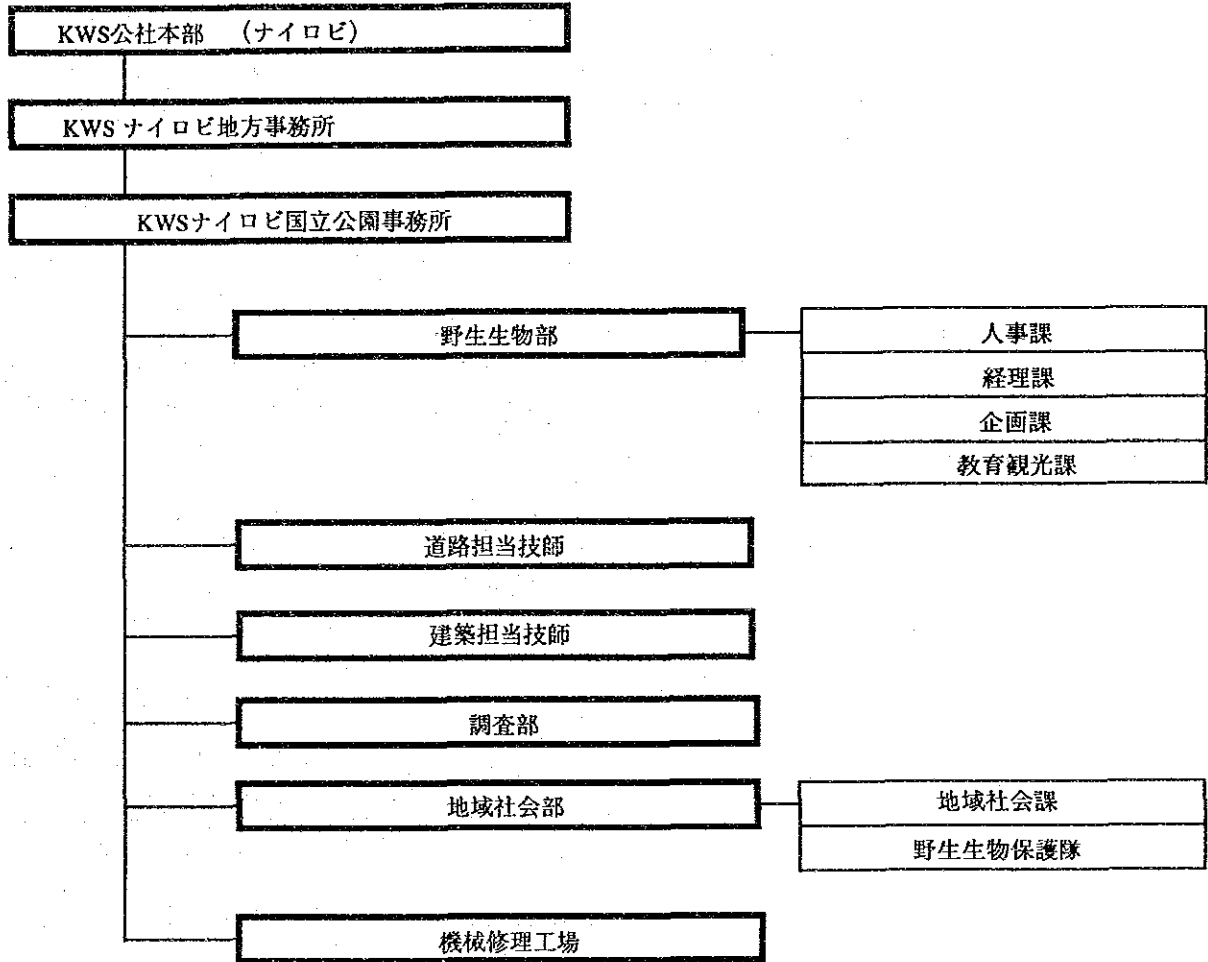 KWS公社本部 (ナイロビ)
KWS ナイロビ地方事務所
KWSナイロビ国立公園事務所
野生生物部
人事課
経理課
企画課
教育観光課
道路担当技師
建築担当技師
調査部
地域社会部
地域社会課
野生生物保護隊
機械修理工場